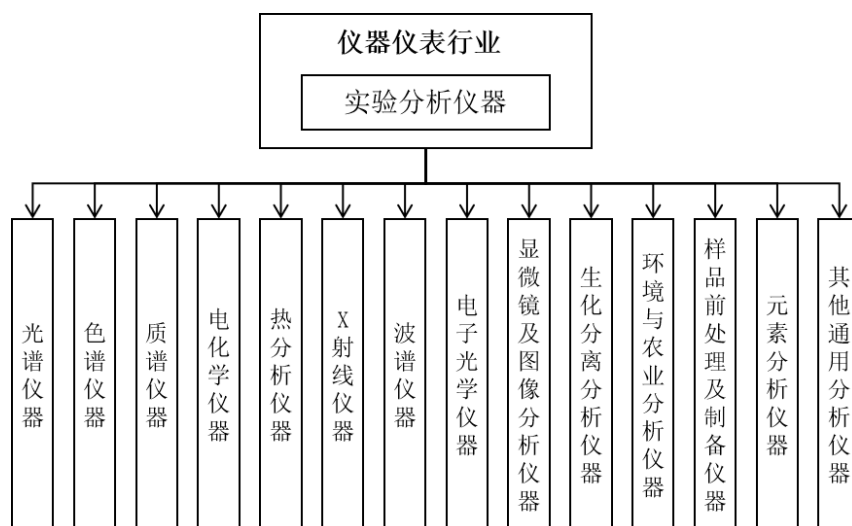 仪器仪表行业
实验分析仪器
光谱仪器
色谱仪器
质谱仪器
电化学仪器
热分析仪器
X射线仪器
波谱仪器
电子光学仪器
显微镜及图像分析仪器
生化分离分析仪器
环境与农业分析仪器
样品前处理及制备仪器
元素分析仪器
其他通用分析仪器